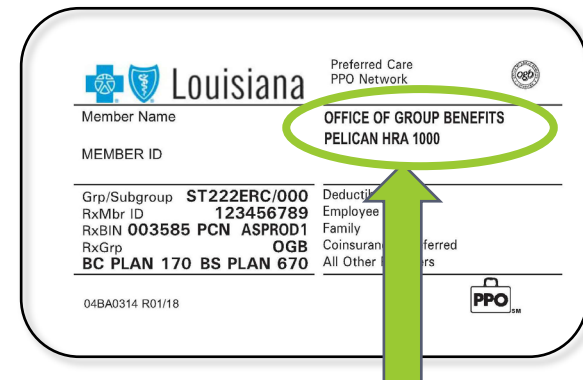 Louisiana
Preferred Care
PPO Network
ogb
Member Name
OFFICE OF GROUP BENEFITS
PELICAN HRA 1000
MEMBER ID
Grp/Subgroup ST222ERC/000
RxMbr ID 123456789
RxBIN 003585 PCN ASPROD1
RxGrp OGB
BC PLAN 170 BS PLAN 670
Employee
Family
All Other
04BA0314 R01/18
PPO SM